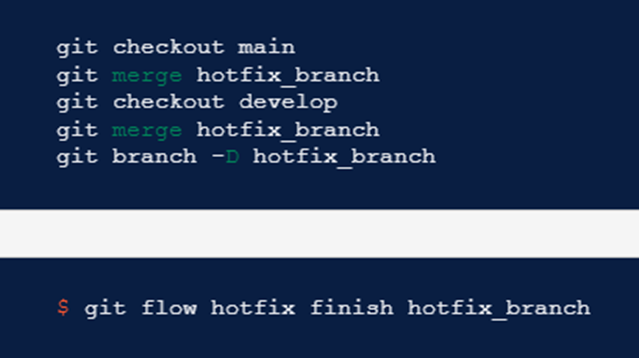 git checkout main
git merge hotfix_branch
git checkout develop
git merge hotfix_branch
git branch -D hotfix_branch
$ git flow hotfix finish hotfix_branch